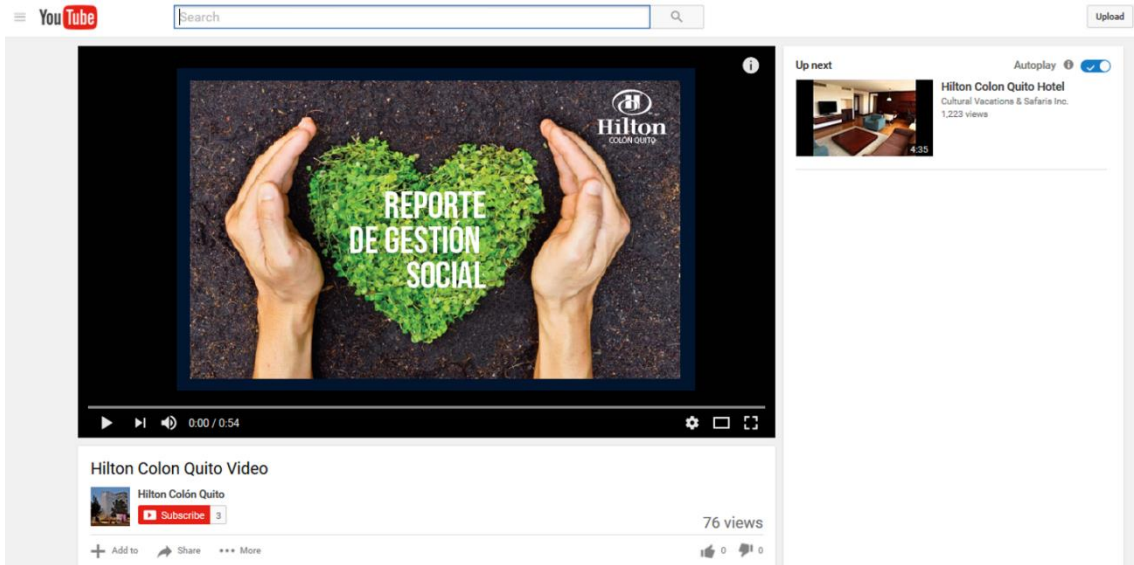 YouTube
Search
Upload
H
Hilton
COLÓN QUITO
REPORTE
DE GESTIÓN
SOCIAL
0:00 / 0:54
Up next
Autoplay
Hilton Colon Quito Hotel
Cultural Vacations & Safaris Inc.
1,223 views
4:35
Hilton Colon Quito Video
Hilton Colón Quito
Subscribe 3
76 views
Add to Share More
0 0